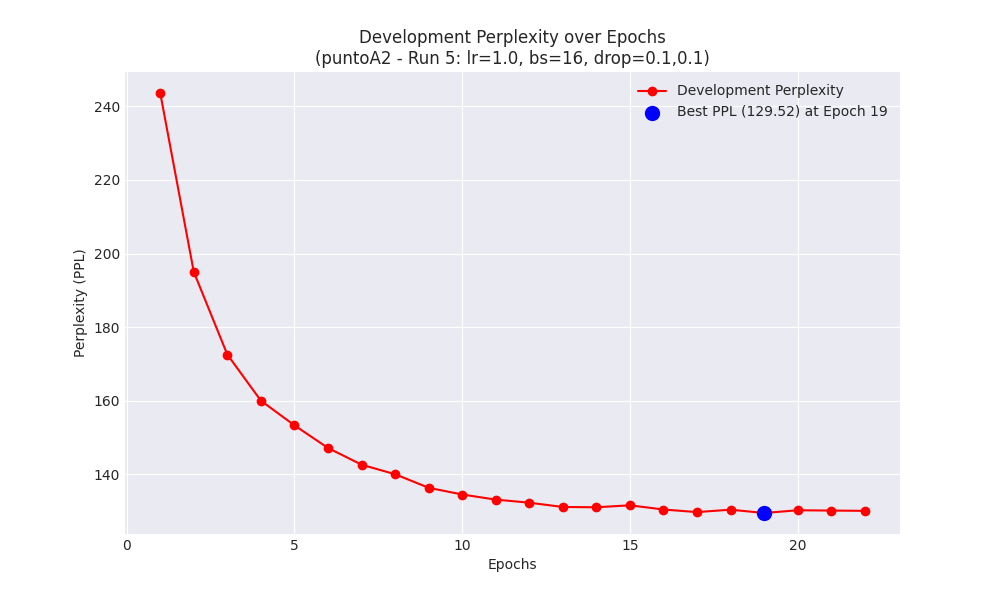 Development Perplexity over Epochs
(puntoA2 - Run 5: lr=1.0, bs=16, drop=0.1,0.1)
Development Perplexity
Best PPL (129.52) at Epoch 19
Perplexity (PPL)
240
220
200
180
160
140
0 5 10 15 20
Epochs